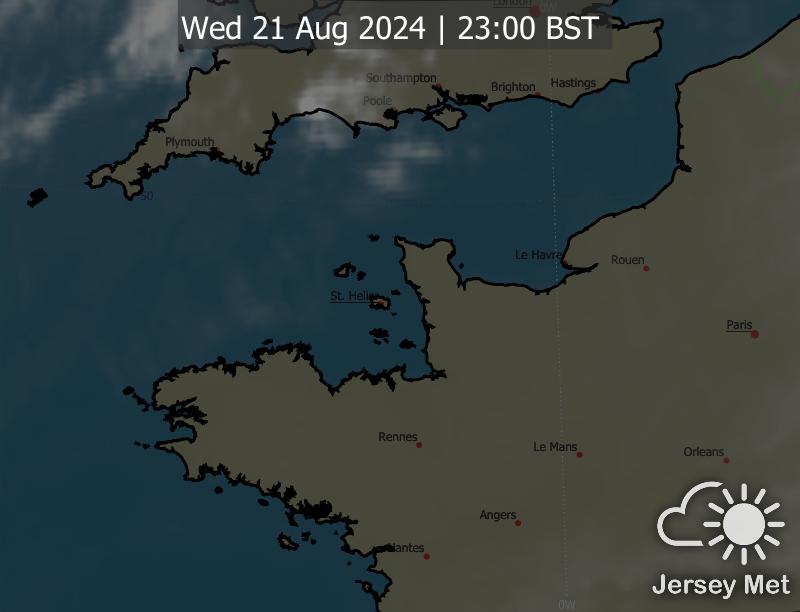 London
0W
Wed 21 Aug 2024 | 23:00 BST
Southampton
Brighton
Hastings
Poole
Plymouth
50
Le Havre
Rouen
St. Helier
Paris
Rennes
Le Mans
Orleans
Angers
Nantes
Jersey Met
0W